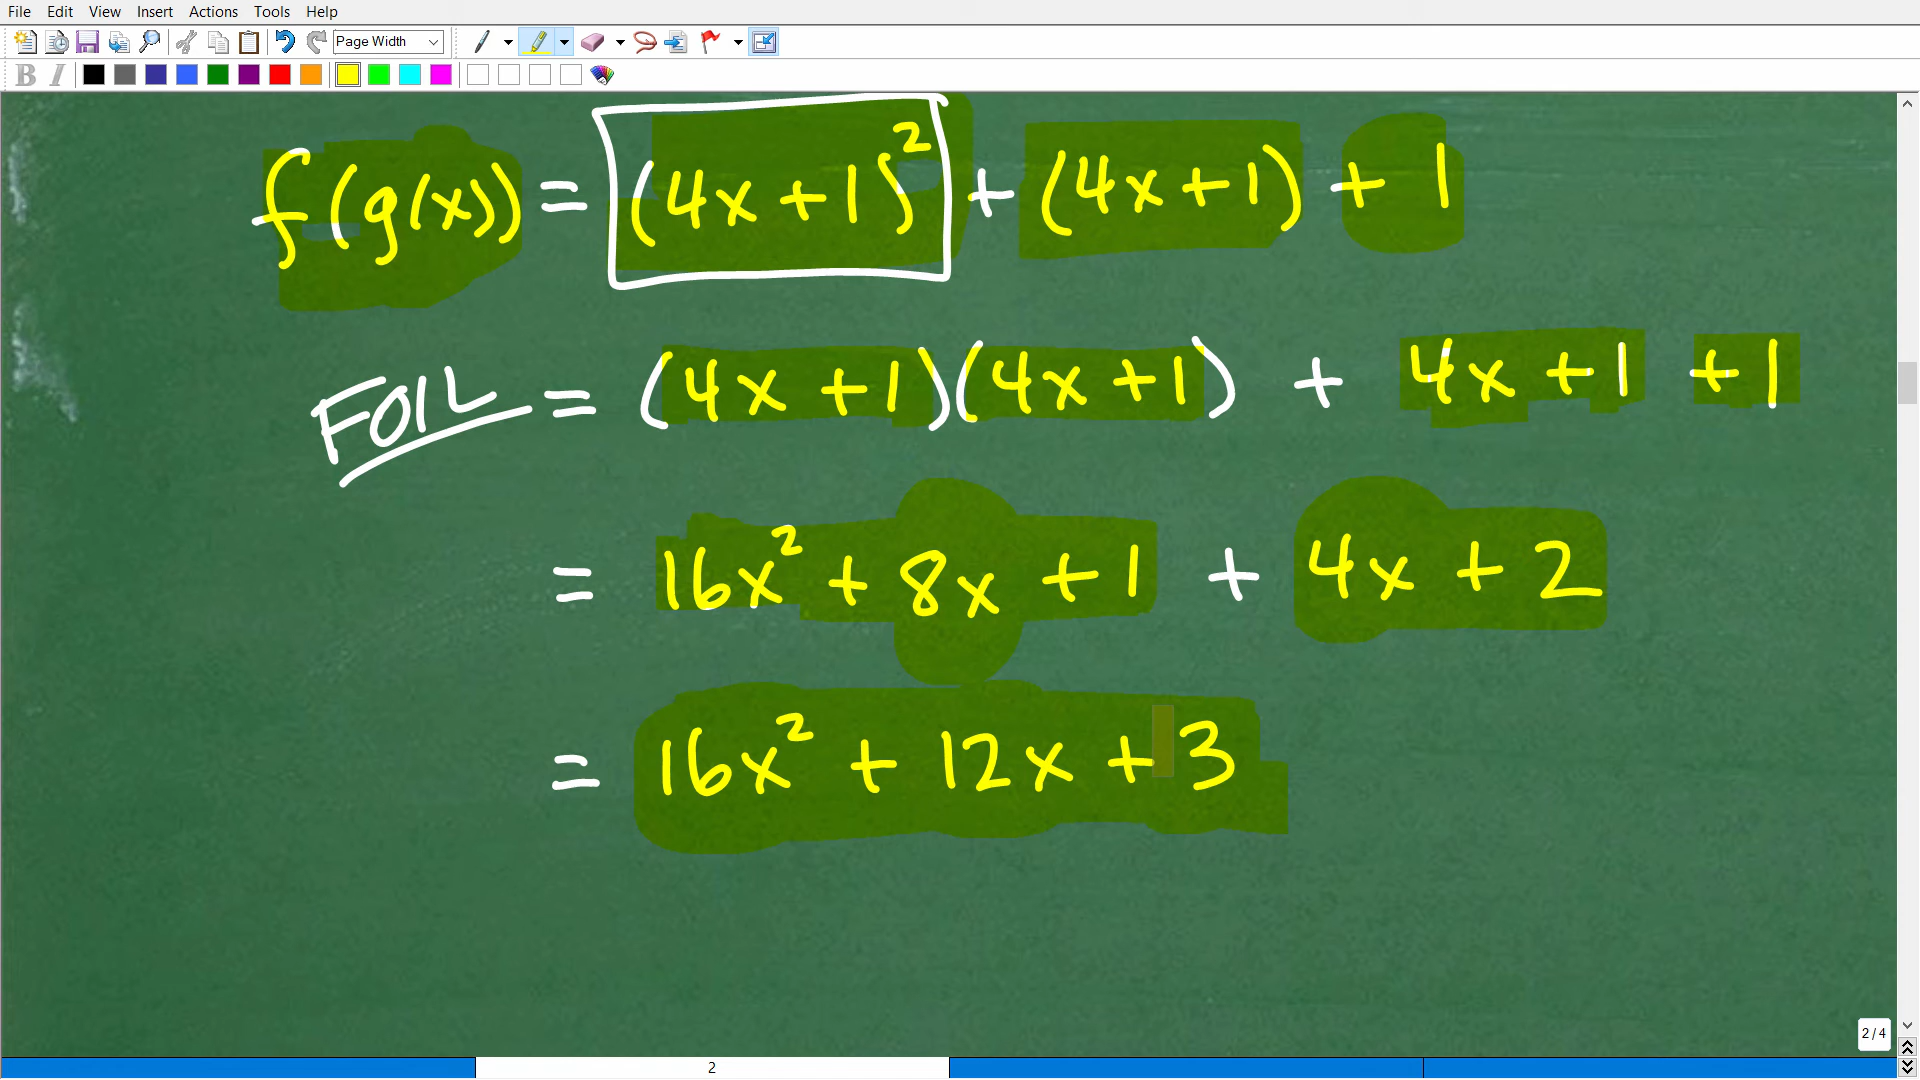 File Edit View Insert Actions Tools Help
Page Width
B I
f(g(x)) = (4x + 1)² + (4x + 1) + 1
FOIL = (4x + 1)(4x + 1) + 4x + 1 + 1
= 16x² + 8x + 1 + 4x + 2
= 16x² + 12x + 3
2 / 4
2